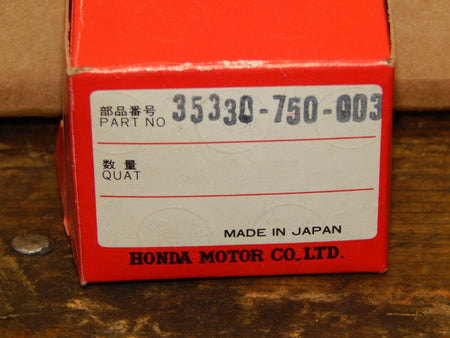 部品番号
PART NO 35330-750-003
数量
QUAT
MADE IN JAPAN
HONDA MOTOR CO., LTD.